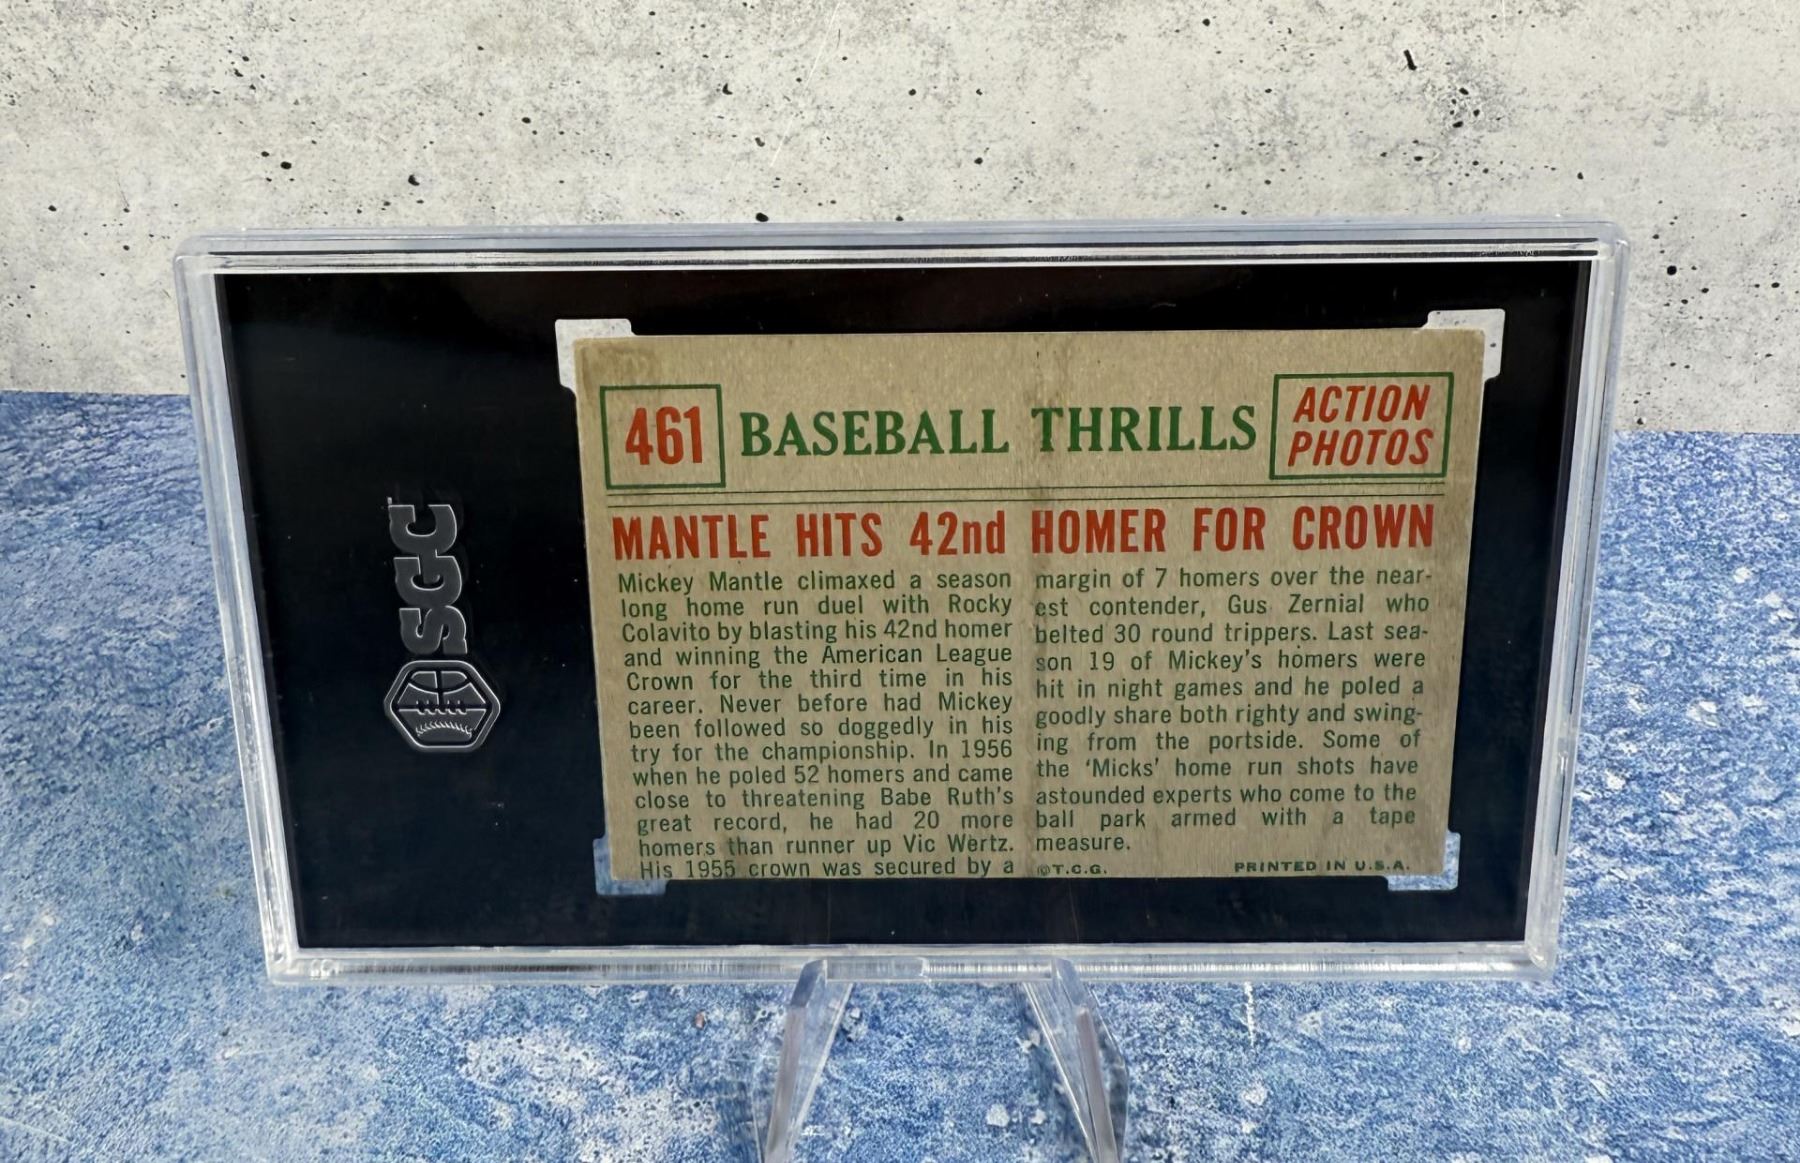 SGC
461
BASEBALL THRILLS
ACTION
PHOTOS
MANTLE HITS 42nd HOMER FOR CROWN
Mickey Mantle climaxed a season
long home run duel with Rocky
Colavito by blasting his 42nd homer
and winning the American League
Crown for the third time in his
career. Never before had Mickey
been followed so doggedly in his
try for the championship. In 1956
when he poled 52 homers and came
close to threatening Babe Ruth's
great record, he had 20 more
homers than runner up Vic Wertz.
His 1955 crown was secured by a
margin of 7 homers over the near-
est contender, Gus Zernial who
belted 30 round trippers. Last sea-
son 19 of Mickey's homers were
hit in night games and he poled a
goodly share both righty and swing-
ing from the portside. Some of
the 'Micks' home run shots have
astounded experts who come to the
ball park armed with a tape
measure.
©T.C.G.
PRINTED IN U.S.A.